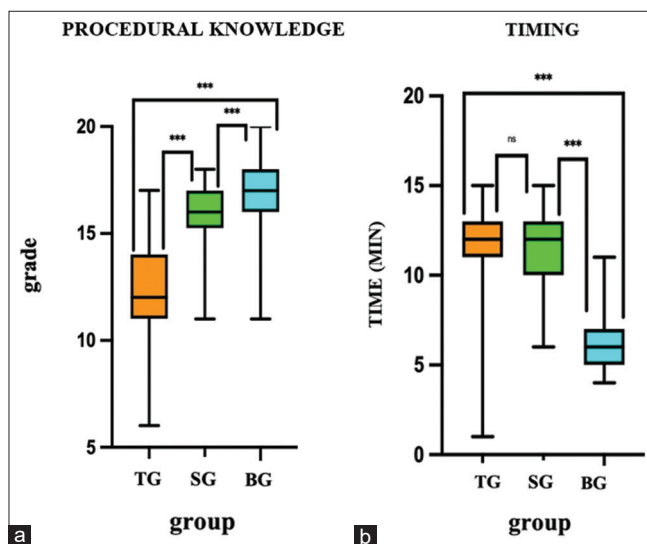 PROCEDURAL KNOWLEDGE
***
***
***
20
15
10
5
grade
TG SG BG
group
a
TIMING
***
ns
***
20
15
10
5
0
TIME (MIN)
TG SG BG
group
b